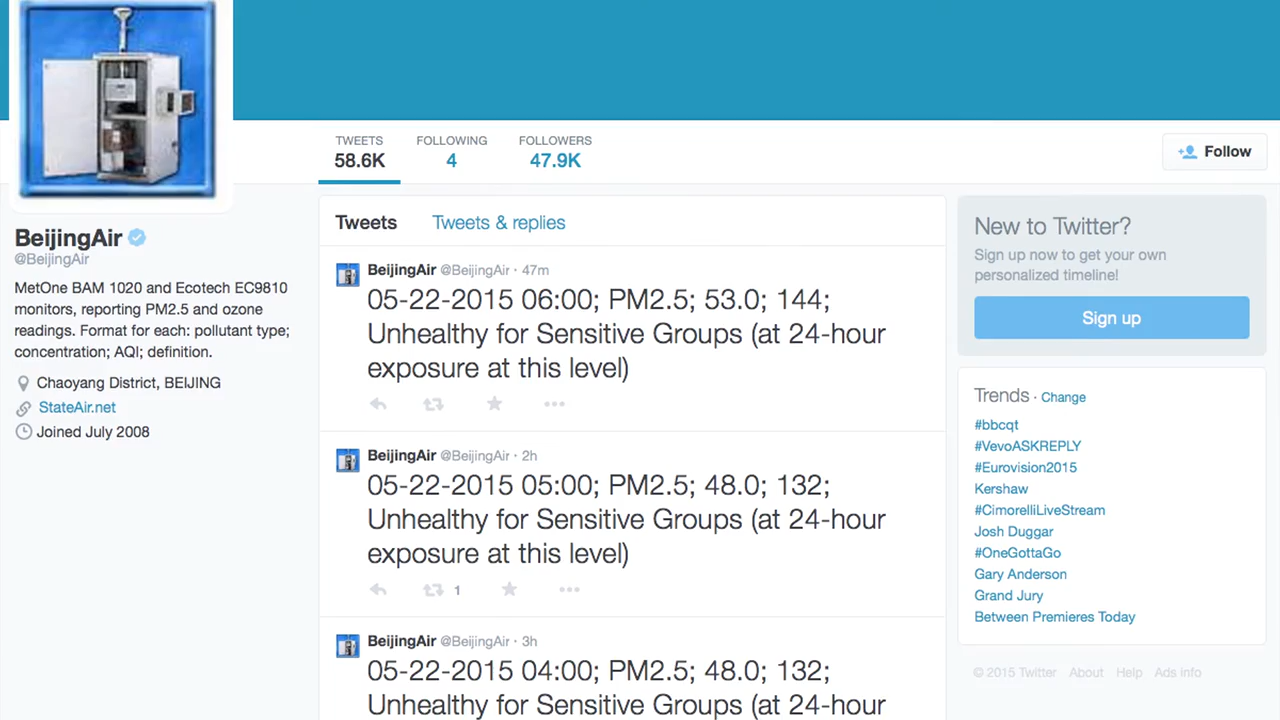 TWEETS
58.6K
FOLLOWING
4
FOLLOWERS
47.9K
Follow
BeijingAir
@BeijingAir
MetOne BAM 1020 and Ecotech EC9810
monitors, reporting PM2.5 and ozone
readings. Format for each: pollutant type;
concentration; AQI; definition.
Chaoyang District, BEIJING
StateAir.net
Joined July 2008
Tweets
Tweets & replies
BeijingAir @BeijingAir · 47m
05-22-2015 06:00; PM2.5; 53.0; 144;
Unhealthy for Sensitive Groups (at 24-hour
exposure at this level)
BeijingAir @BeijingAir · 2h
05-22-2015 05:00; PM2.5; 48.0; 132;
Unhealthy for Sensitive Groups (at 24-hour
exposure at this level)
1
BeijingAir @BeijingAir · 3h
05-22-2015 04:00; PM2.5; 48.0; 132;
Unhealthy for Sensitive Groups (at 24-hour
New to Twitter?
Sign up now to get your own
personalized timeline!
Sign up
Trends · Change
#bbcqt
#VevoASKREPLY
#Eurovision2015
Kershaw
#CimorelliLiveStream
Josh Duggar
#OneGottaGo
Gary Anderson
Grand Jury
Between Premieres Today
© 2015 Twitter About Help Ads info